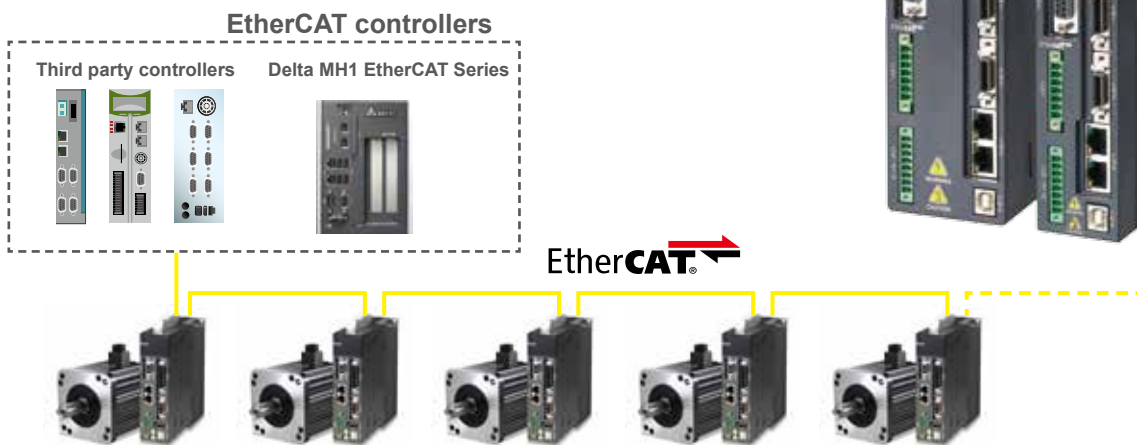 EtherCAT controllers
Third party controllers
Delta MH1 EtherCAT Series
EtherCAT®